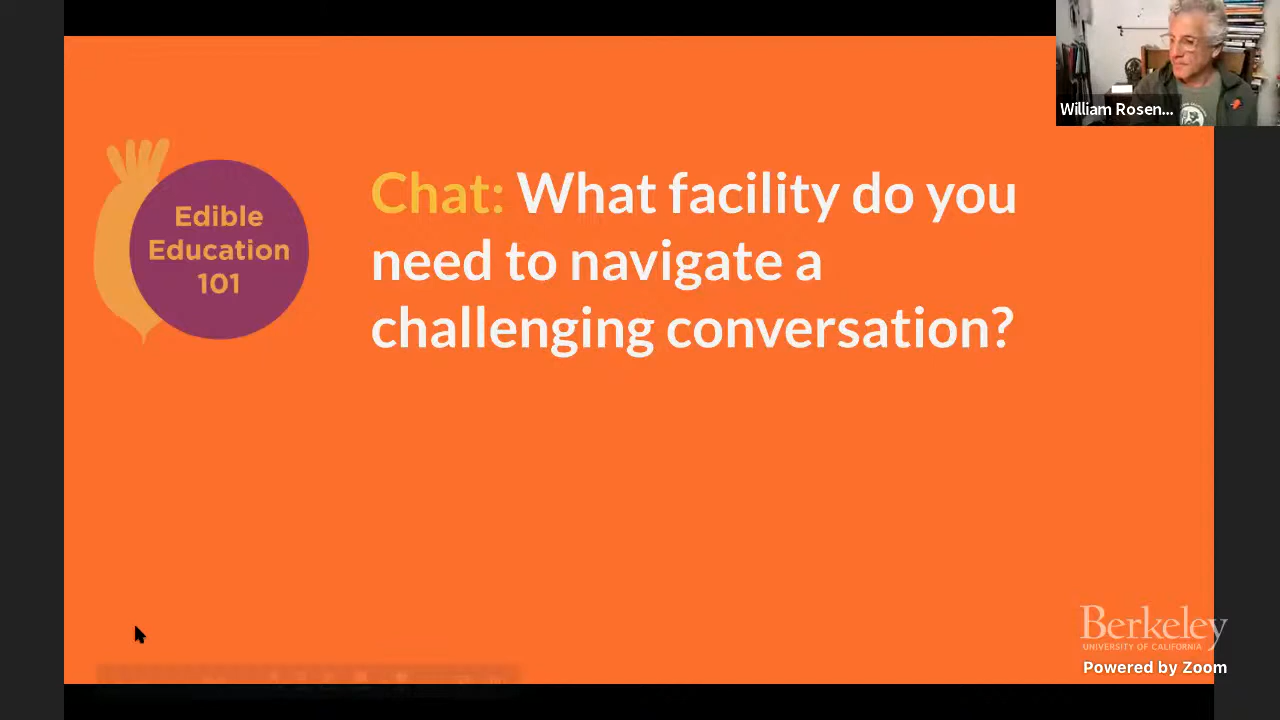 William Rosen...
Edible
Education
101
Chat: What facility do you
need to navigate a
challenging conversation?
Berkeley
UNIVERSITY OF CALIFORNIA
Powered by Zoom